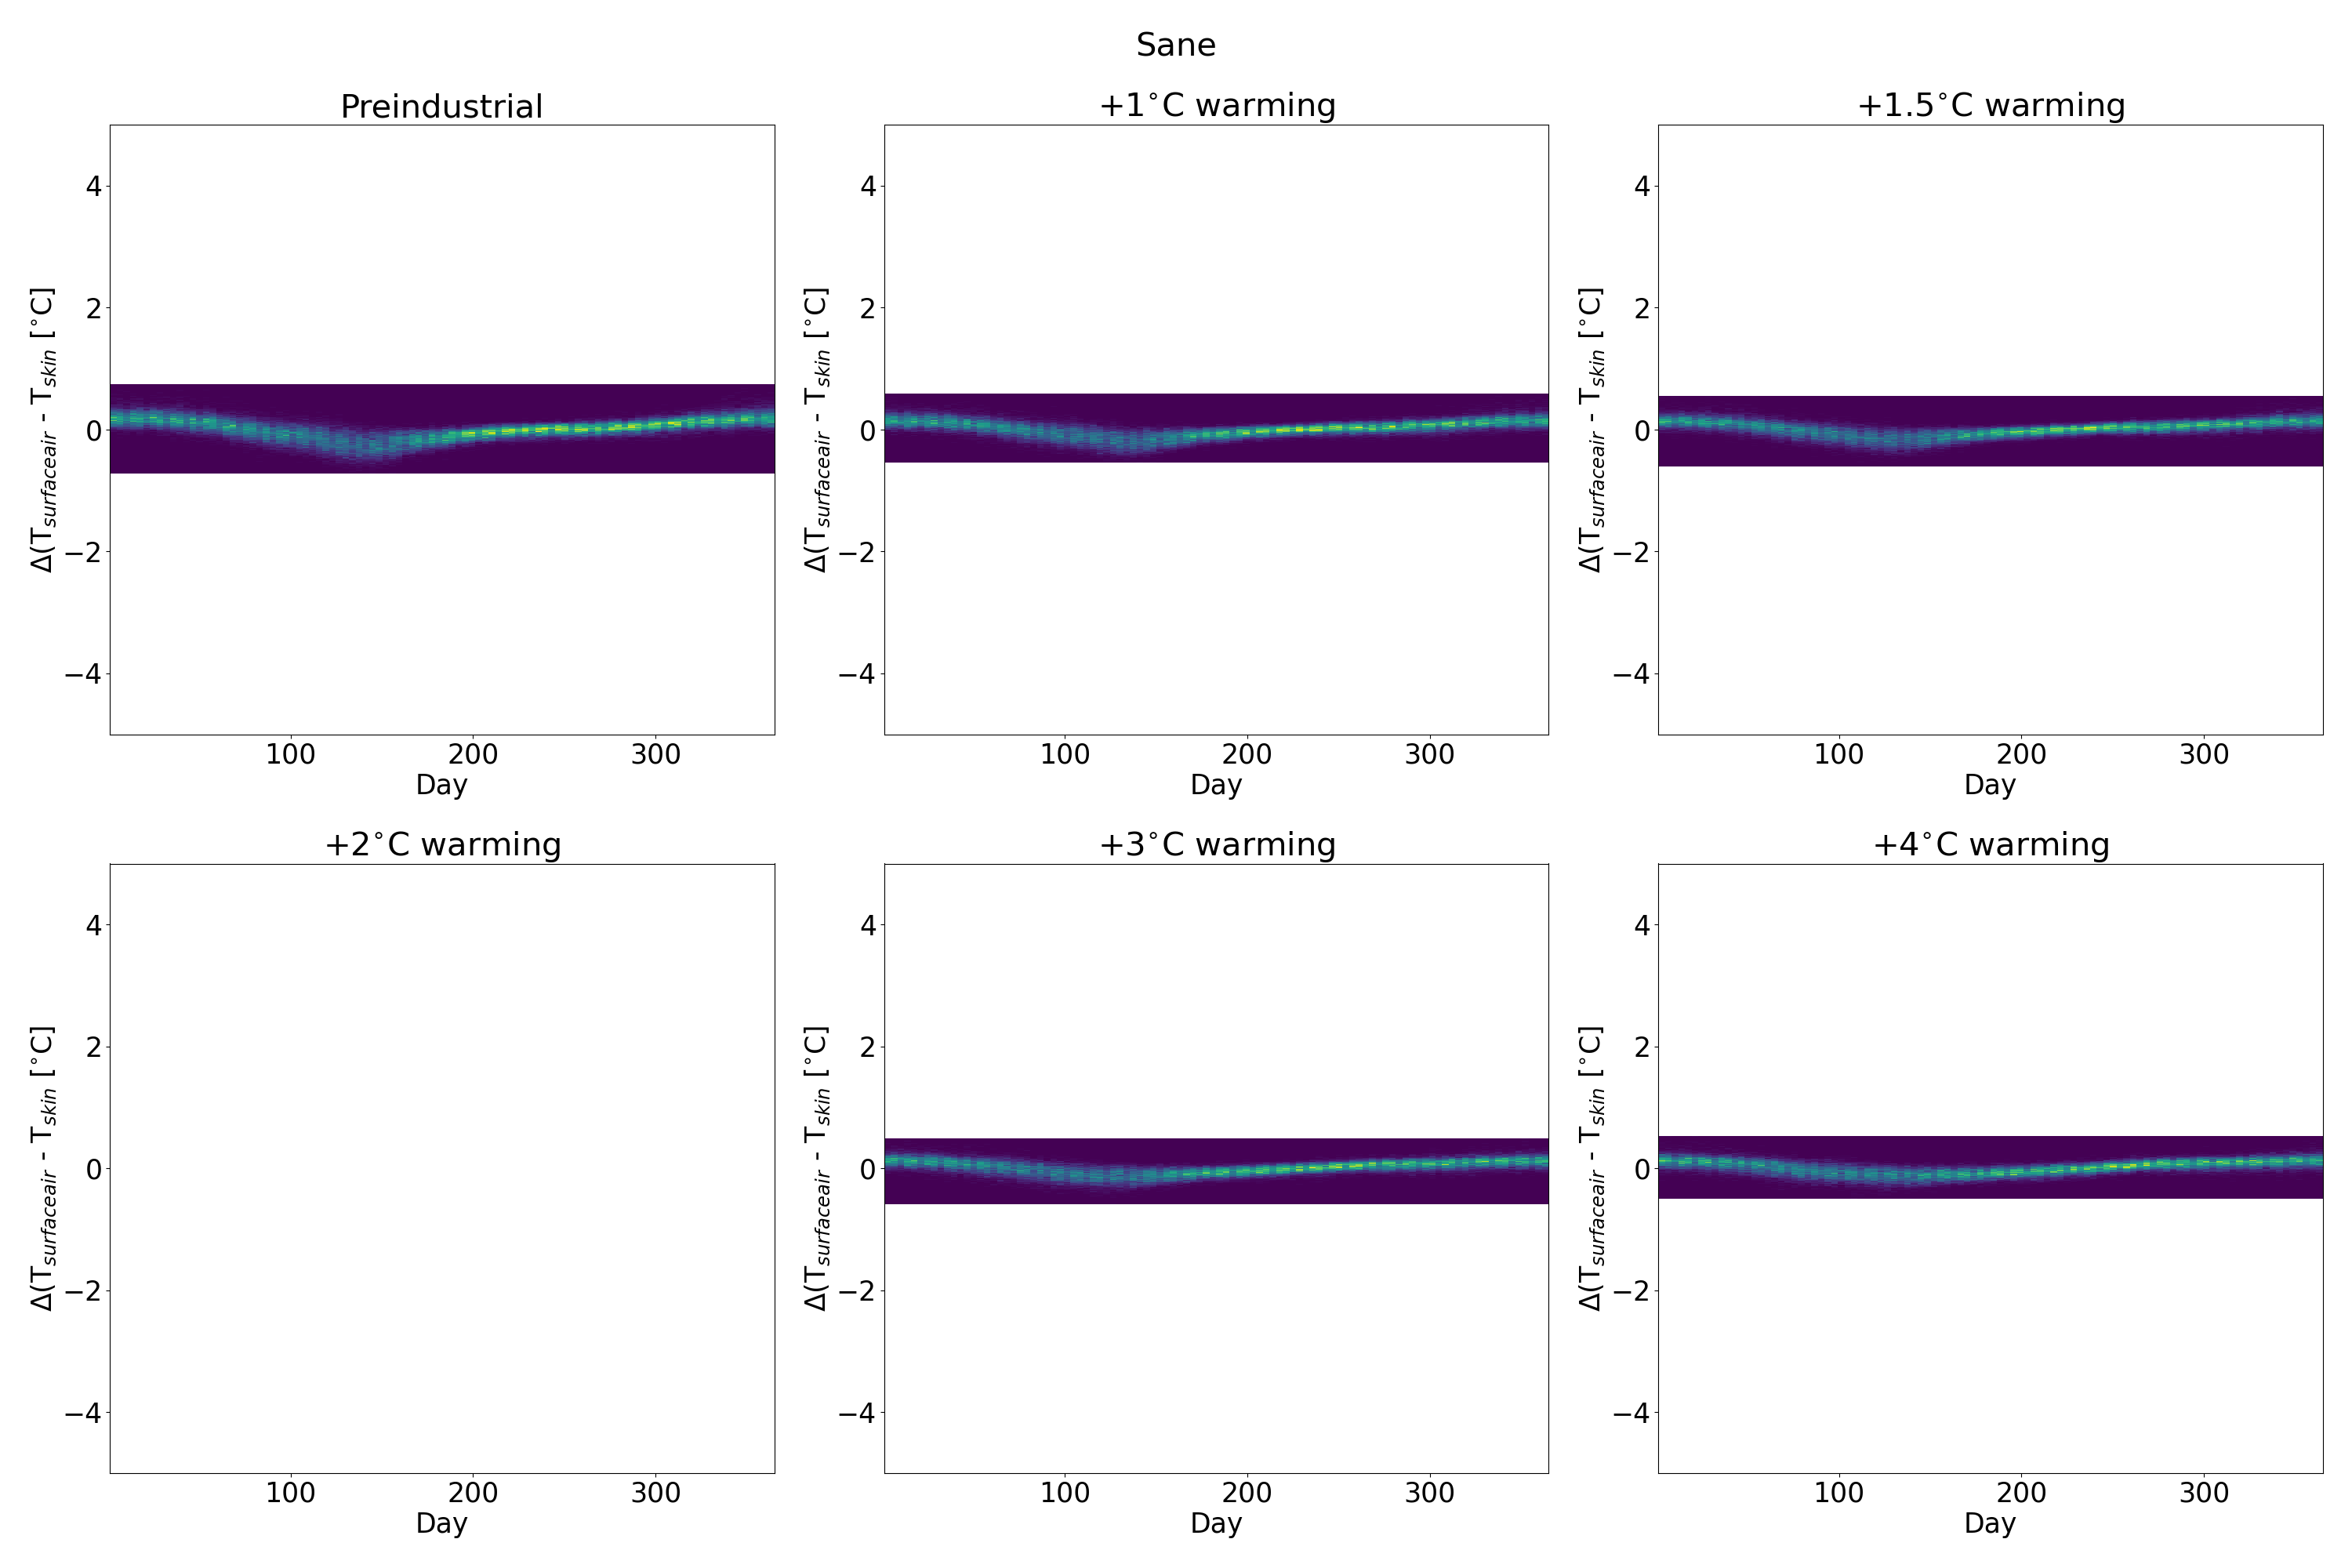 Sane
Preindustrial
+1°C warming
+1.5°C warming
Δ(T_surfaceair - T_skin [°C]
4
2
0
−2
−4
100 200 300
Day
Δ(T_surfaceair - T_skin [°C]
4
2
0
−2
−4
100 200 300
Day
Δ(T_surfaceair - T_skin [°C]
4
2
0
−2
−4
100 200 300
Day
+2°C warming
+3°C warming
+4°C warming
Δ(T_surfaceair - T_skin [°C]
4
2
0
−2
−4
100 200 300
Day
Δ(T_surfaceair - T_skin [°C]
4
2
0
−2
−4
100 200 300
Day
Δ(T_surfaceair - T_skin [°C]
4
2
0
−2
−4
100 200 300
Day